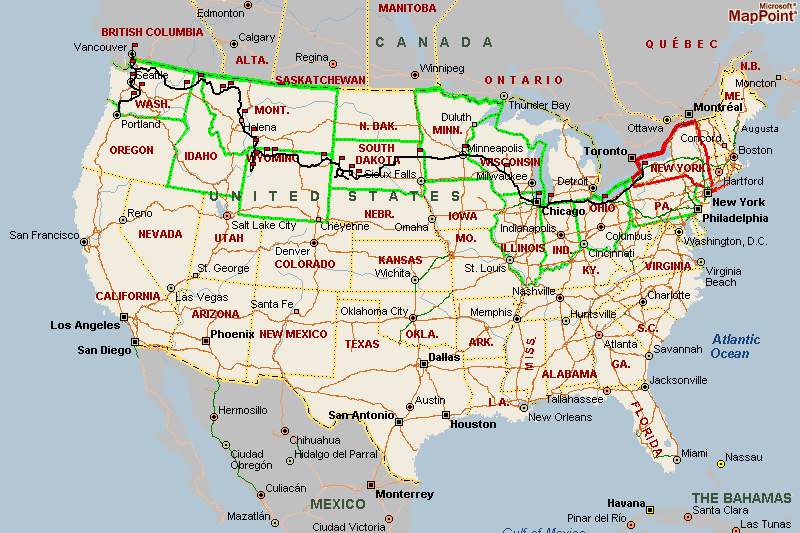 Microsoft®
MapPoint
MANITOBA
Edmonton
BRITISH COLUMBIA
Calgary
Vancouver
CANADA
QUÉBEC
ALTA.
Regina
N.B.
SASKATCHEWAN
Winnipeg
ONTARIO
Moncton
Seattle
ME.
Thunder Bay
Montréal
WASH.
MONT.
Ottawa
Augusta
Portland
Helena
N. DAK.
Duluth
MINN.
Concord
Toronto
Boston
OREGON
IDAHO
WYOMING
SOUTH
DAKOTA
Minneapolis
WISCONSIN
NEW YORK
Hartford
Sioux Falls
Milwaukee
Detroit
UNITED STATES
Chicago
OHIO
PA.
New York
Philadelphia
Reno
NEBR.
IOWA
Indianapolis
Columbus
San Francisco
NEVADA
UTAH
Salt Lake City
Cheyenne
Omaha
ILLINOIS
IND.
Cincinnati
Washington, D.C.
Denver
MO.
St. George
COLORADO
KANSAS
St. Louis
KY.
VIRGINIA
Virginia
Beach
Wichita
CALIFORNIA
Las Vegas
Nashville
Charlotte
Santa Fe
Oklahoma City
Memphis
Huntsville
Los Angeles
ARIZONA
Phoenix
NEW MEXICO
TEXAS
OKLA.
ARK.
MISS.
S.C.
Atlanta
San Diego
Dallas
ALABAMA
GA.
Savannah
Atlantic
Ocean
Jacksonville
Austin
LA.
Tallahassee
Hermosillo
San Antonio
Houston
New Orleans
FLORIDA
Chihuahua
Ciudad
Obregón
Hidalgo del Parral
Miami
Nassau
Culiacán
Monterrey
MEXICO
Havana
THE BAHAMAS
Mazatlán
Ciudad Victoria
Pinar del Río
Santa Clara
Las Tunas
Gulf of Mexico